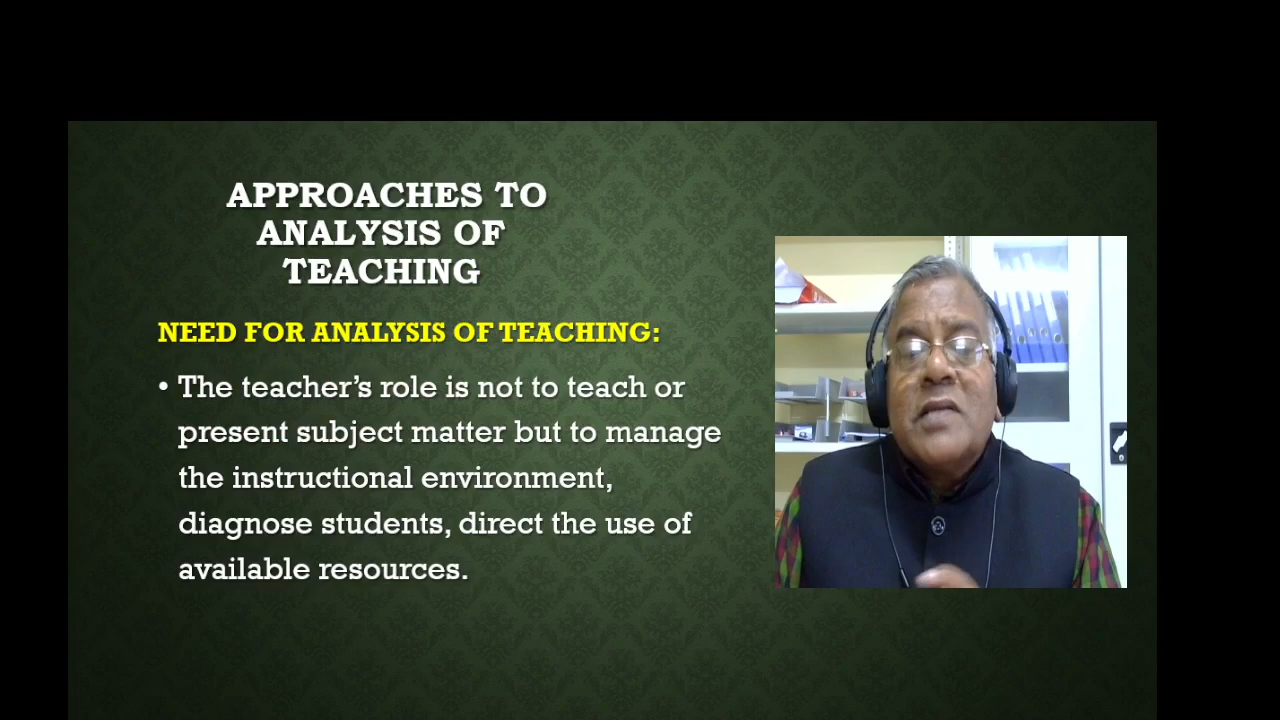 APPROACHES TO
ANALYSIS OF
TEACHING
NEED FOR ANALYSIS OF TEACHING:
• The teacher’s role is not to teach or
present subject matter but to manage
the instructional environment,
diagnose students, direct the use of
available resources.